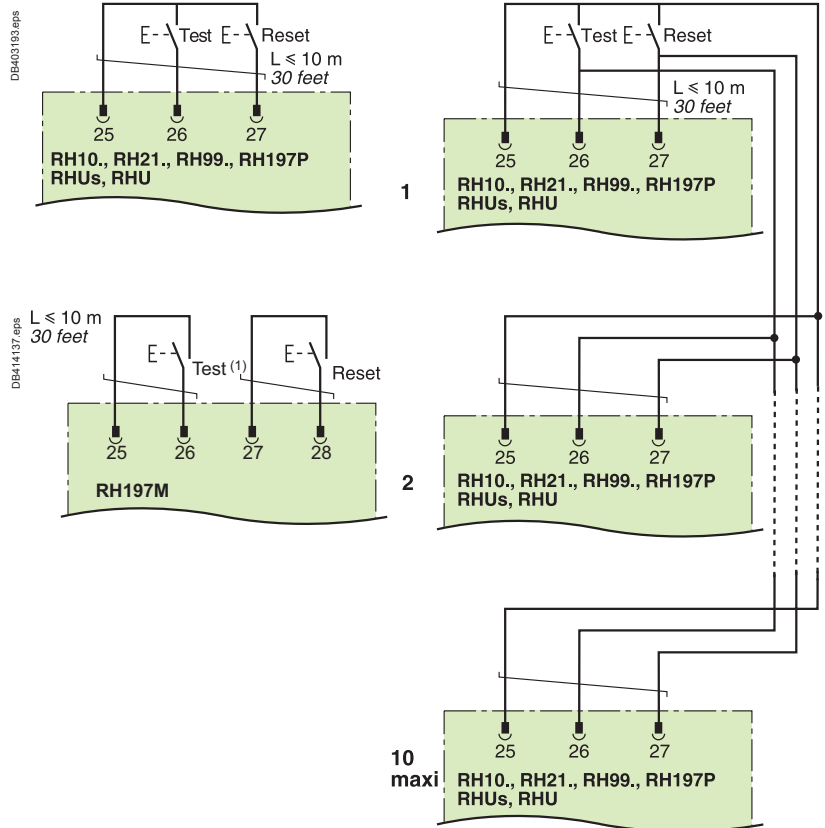 DB403193.eps
Test Reset
L ≤ 10 m
30 feet
25 26 27
RH10., RH21., RH99., RH197P
RHUs, RHU
Test Reset
L ≤ 10 m
30 feet
25 26 27
1
RH10., RH21., RH99., RH197P
RHUs, RHU
DB414137.eps
L ≤ 10 m
30 feet
Test (1)
Reset
25 26 27 28
RH197M
25 26 27
2
RH10., RH21., RH99., RH197P
RHUs, RHU
25 26 27
10
maxi
RH10., RH21., RH99., RH197P
RHUs, RHU